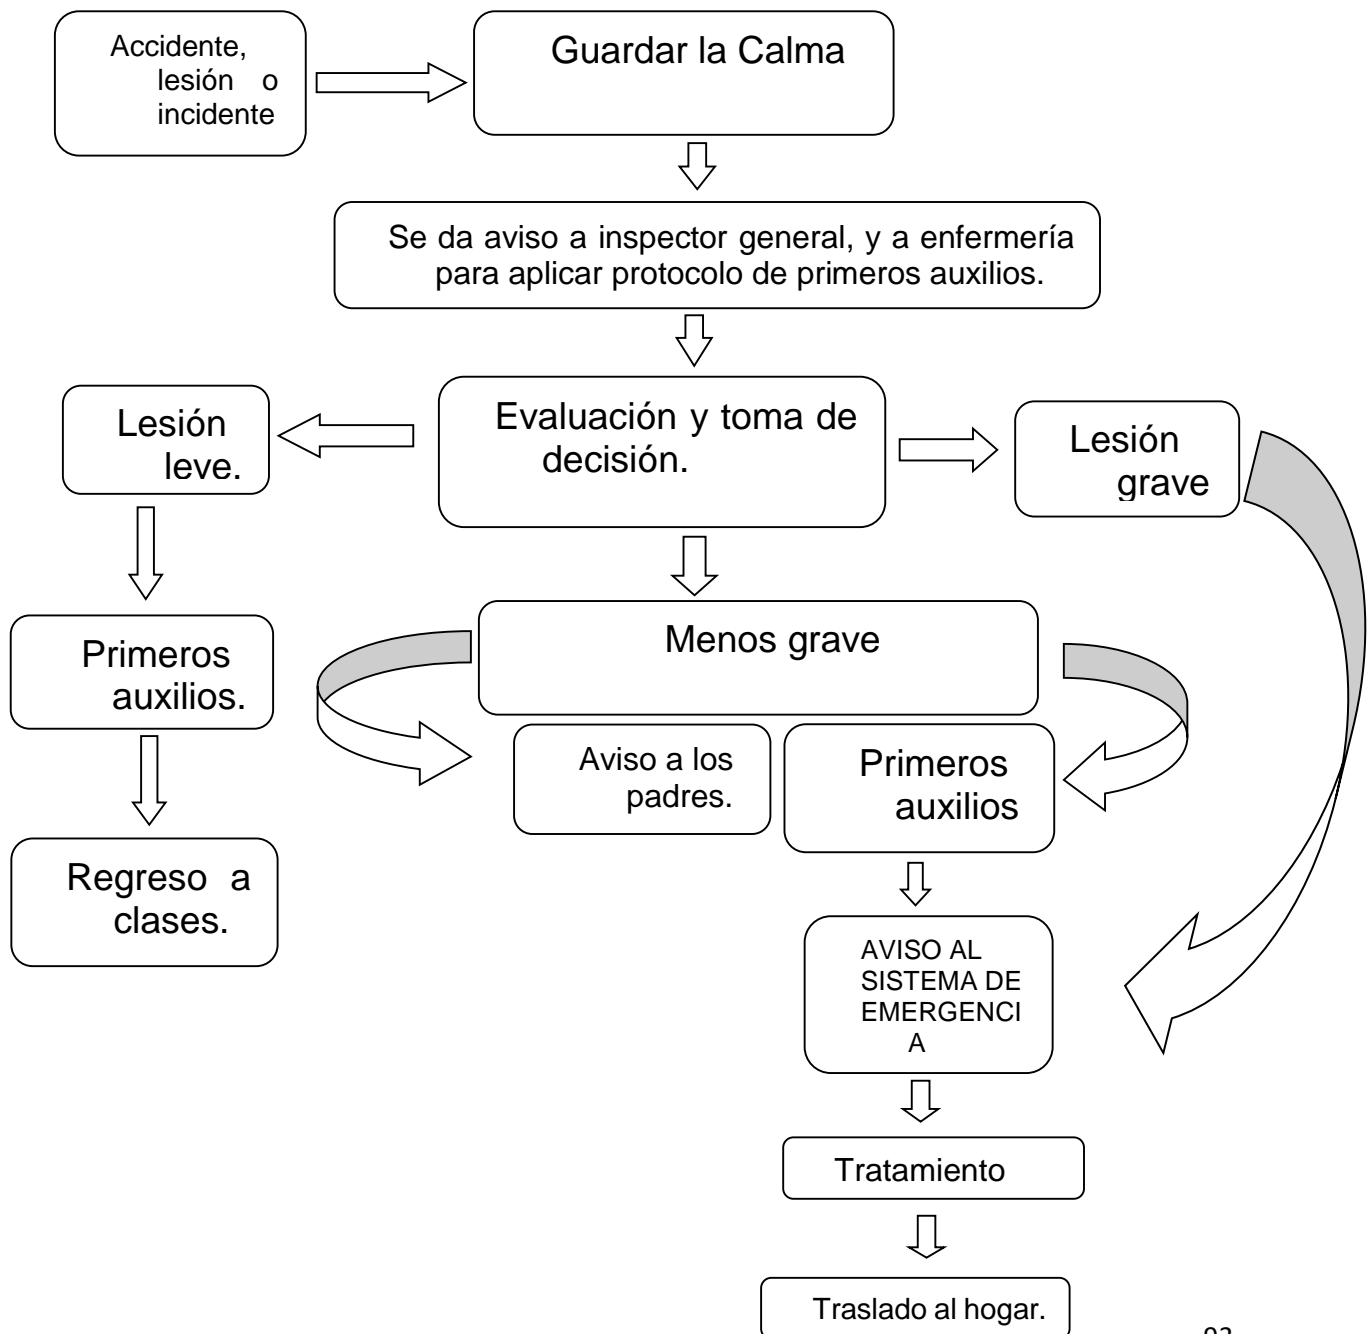 Accidente,
lesión o
incidente
Guardar la Calma
Se da aviso a inspector general, y a enfermería
para aplicar protocolo de primeros auxilios.
Lesión
leve.
Evaluación y toma de
decisión.
Lesión
grave
Primeros
auxilios.
Menos grave
Aviso a los
padres.
Primeros
auxilios
Regreso a
clases.
AVISO AL
SISTEMA DE
EMERGENCI
A
Tratamiento
Traslado al hogar.